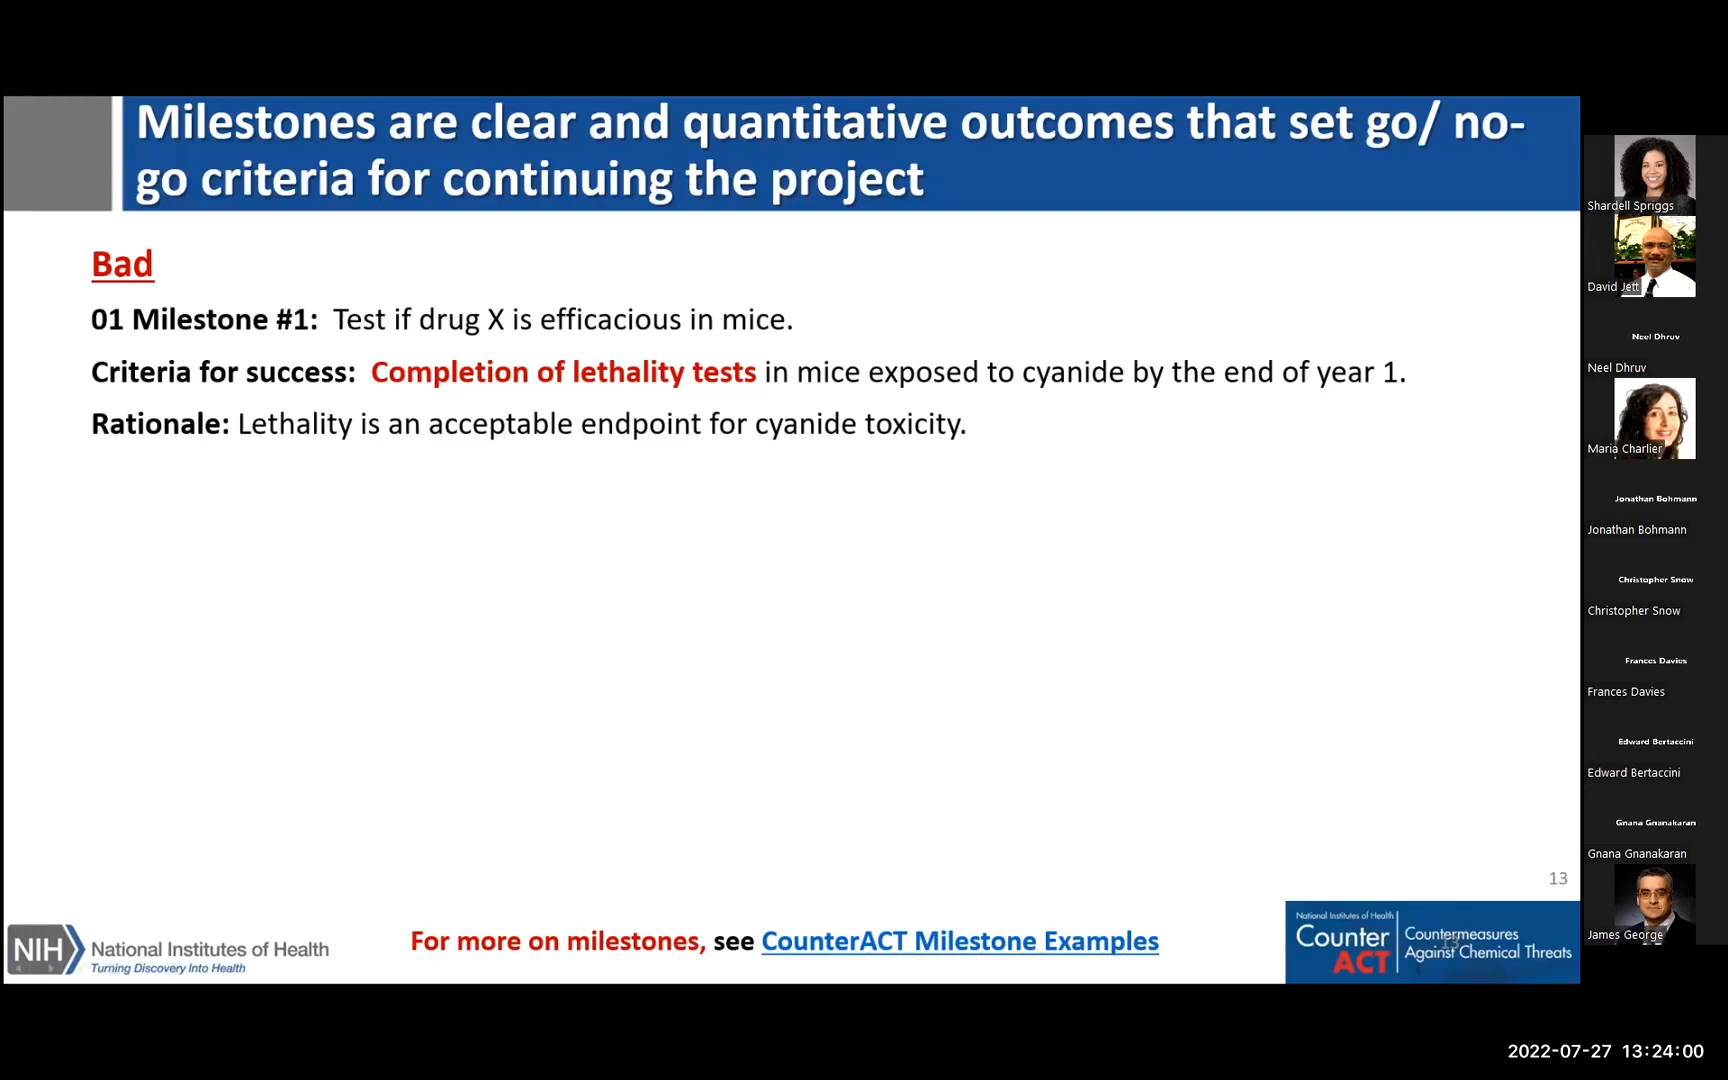 Milestones are clear and quantitative outcomes that set go/ no-
go criteria for continuing the project
Bad
01 Milestone #1: Test if drug X is efficacious in mice.
Criteria for success: Completion of lethality tests in mice exposed to cyanide by the end of year 1.
Rationale: Lethality is an acceptable endpoint for cyanide toxicity.
13
NIH
National Institutes of Health
Turning Discovery Into Health
For more on milestones, see CounterACT Milestone Examples
National Institutes of Health
Counter
ACT
Countermeasures
Against Chemical Threats
13
Shardell Spriggs
David Jett
Neel Dhruv
Neel Dhruv
Maria Charlier
Jonathan Bohmann
Jonathan Bohmann
Christopher Snow
Christopher Snow
Frances Davies
Frances Davies
Edward Bertaccini
Edward Bertaccini
Gnana Gnanakaran
Gnana Gnanakaran
James George
2022-07-27 13:24:00